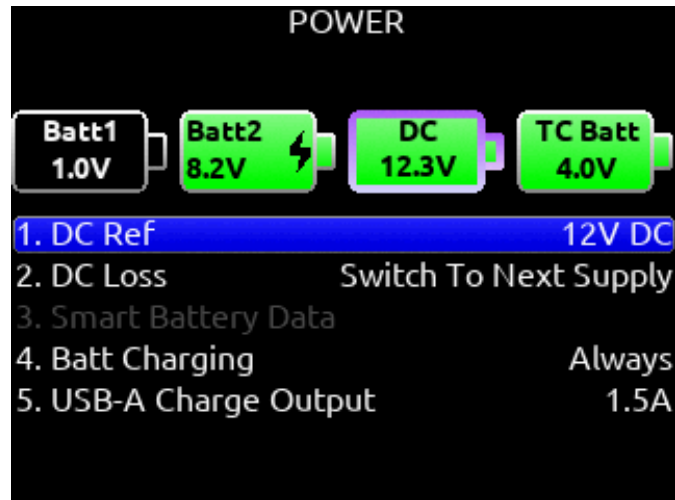 POWER
Batt1 Batt2 DC TC Batt
1.0V 8.2V 12.3V 4.0V
1. DC Ref 12V DC
2. DC Loss Switch To Next Supply
3. Smart Battery Data
4. Batt Charging Always
5. USB-A Charge Output 1.5A